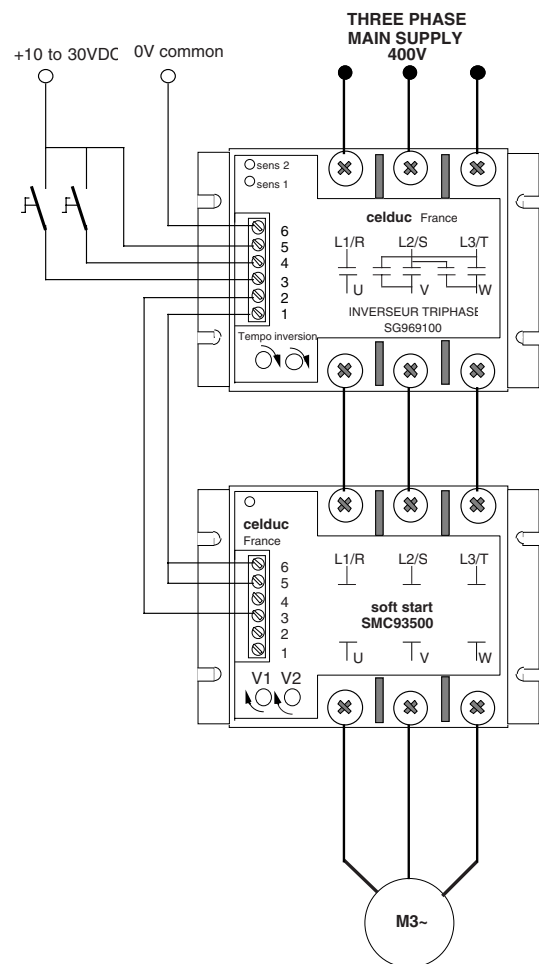 THREE PHASE
MAIN SUPPLY
400V
+10 to 30VDC
0V common
sens 2
sens 1
celduc France
L1/R L2/S L3/T
U V W
INVERSEUR TRIPHASE
SG969100
6
5
4
3
2
1
Tempo inversion
celduc
France
L1/R L2/S L3/T
soft start
SMC93500
U V W
6
5
4
3
2
1
V1 V2
M3~